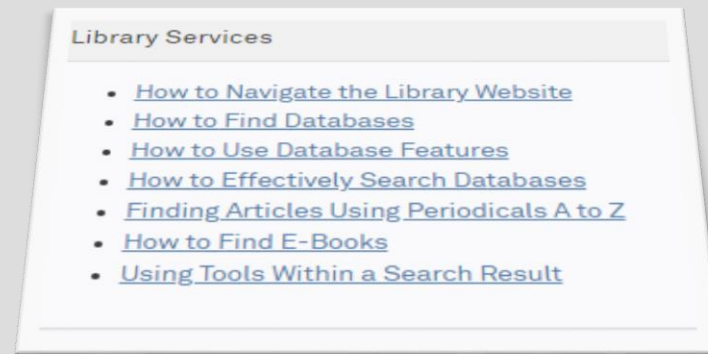 Library Services
• How to Navigate the Library Website
• How to Find Databases
• How to Use Database Features
• How to Effectively Search Databases
• Finding Articles Using Periodicals A to Z
• How to Find E-Books
• Using Tools Within a Search Result